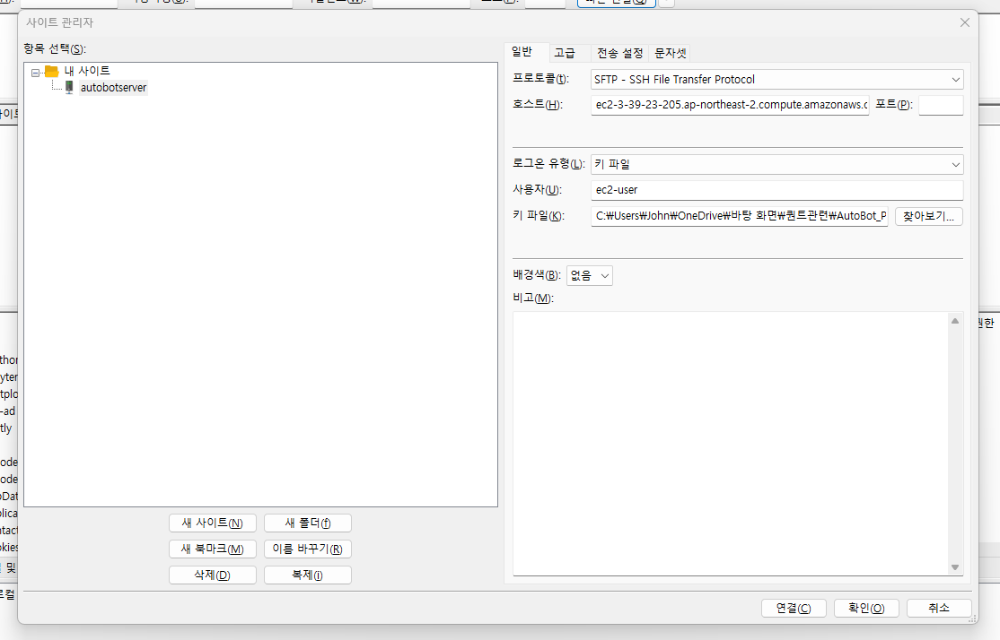 사이트 관리자
항목 선택(S):
내 사이트
autobotserver
새 사이트(N) 새 폴더(f)
새 북마크(M) 이름 바꾸기(R)
삭제(D) 복제(i)
일반 고급 전송 설정 문자셋
프로토콜(t): SFTP - SSH File Transfer Protocol
호스트(H): ec2-3-39-23-205.ap-northeast-2.compute.amazonaws.c 포트(P):
로그온 유형(L): 키 파일
사용자(U): ec2-user
키 파일(K): C:₩Users₩John₩OneDrive₩바탕 화면₩퀀트관련₩AutoBot_P 찾아보기...
배경색(B): 없음
비고(M):
연결(C) 확인(O) 취소